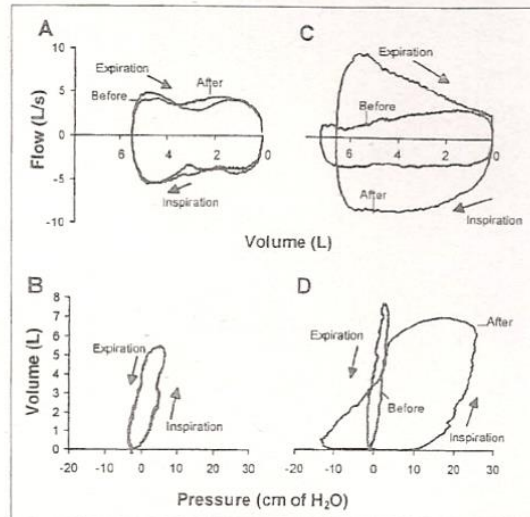 A
C
10
5
0
-5
-10
Flow (L/s)
Expiration
After
Before
6
4
2
0
Inspiration
Expiration
Before
6
4
2
0
After
Inspiration
Volume (L)
B
D
8
7
6
5
4
3
2
1
0
Volume (L)
Expiration
Inspiration
-20
-10
0
10
20
30
Expiration
After
Before
Inspiration
-20
-10
0
10
20
30
Pressure (cm of H₂O)